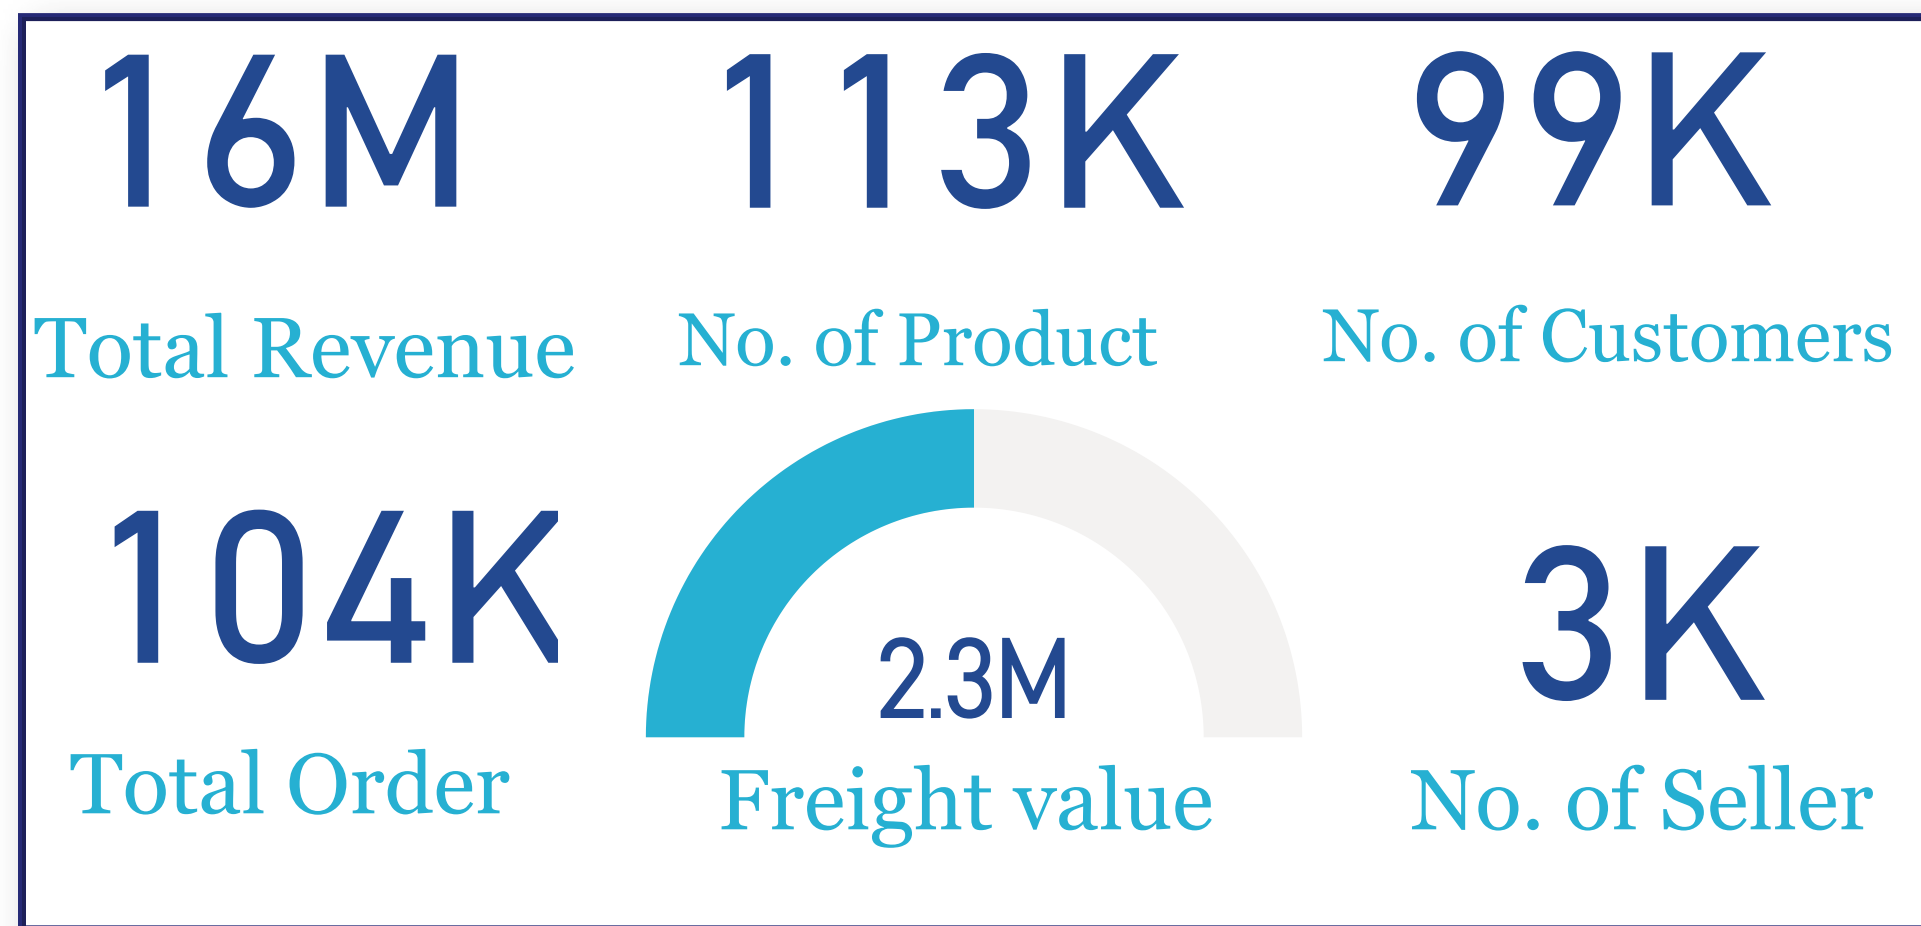 16M
113K
99K
Total Revenue
No. of Product
No. of Customers
104K
2.3M
3K
Total Order
Freight value
No. of Seller